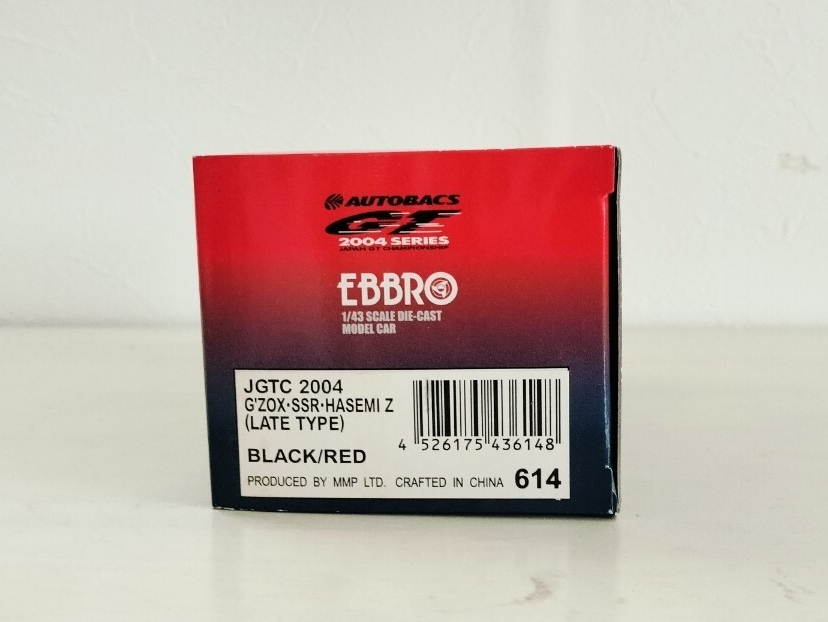 AUTOBACS
GT
2004 SERIES
JAPAN GT CHAMPIONSHIP
EBBRO
1/43 SCALE DIE-CAST
MODEL CAR
JGTC 2004
G'ZOX·SSR·HASEMI Z
(LATE TYPE)
4 526175 436148
BLACK/RED
PRODUCED BY MMP LTD. CRAFTED IN CHINA 614